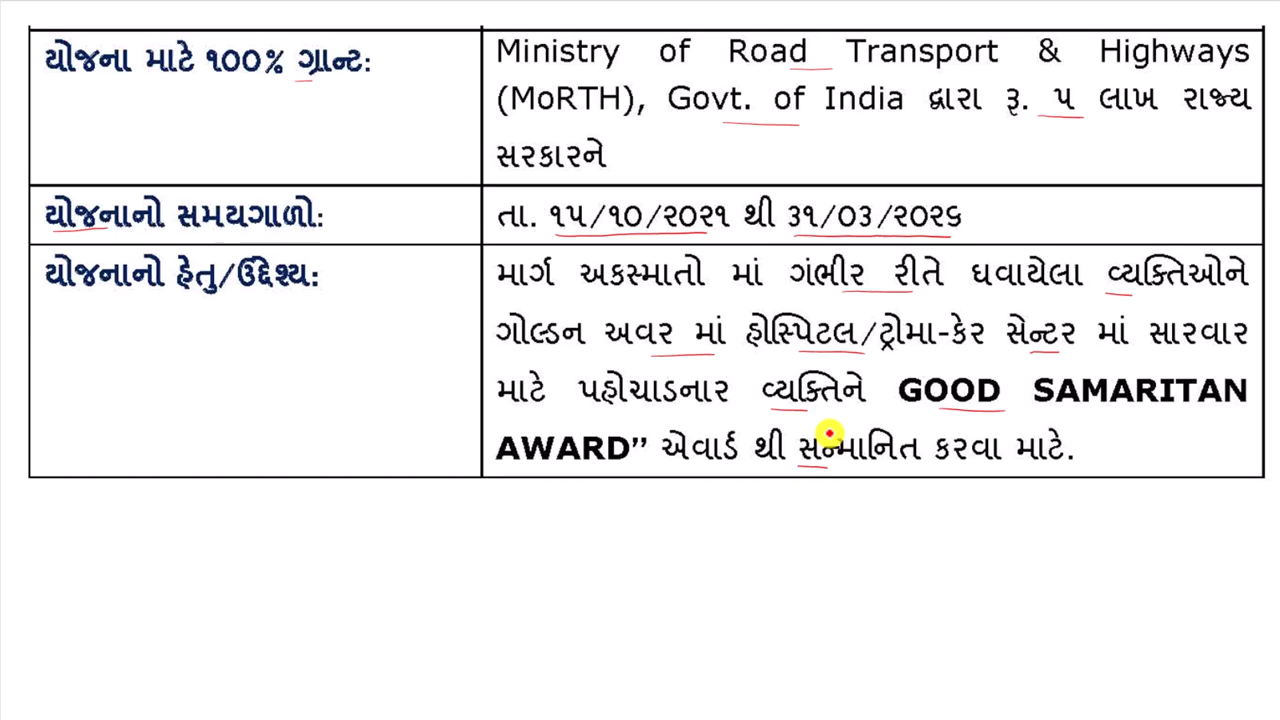 યોજના માટે ૧૦૦% ગ્રાન્ટ:
Ministry of Road Transport & Highways
(MoRTH), Govt. of India દ્વારા રૂ. ૫ લાખ રાજ્ય
સરકારને
યોજનાનો સમયગાળો:
તા. ૧૫/૧૦/૨૦૨૧ થી ૩૧/૦૩/૨૦૨૬
યોજનાનો હેતુ/ઉદ્દેશ્ય:
માર્ગ અકસ્માતો માં ગંભીર રીતે ઘવાયેલા વ્યક્તિઓને
ગોલ્ડન અવર માં હોસ્પિટલ/ટ્રોમા-કેર સેન્ટર માં સારવાર
માટે પહોચાડનાર વ્યક્તિને GOOD SAMARITAN
AWARD” એવાર્ડ થી સન્માનિત કરવા માટે.